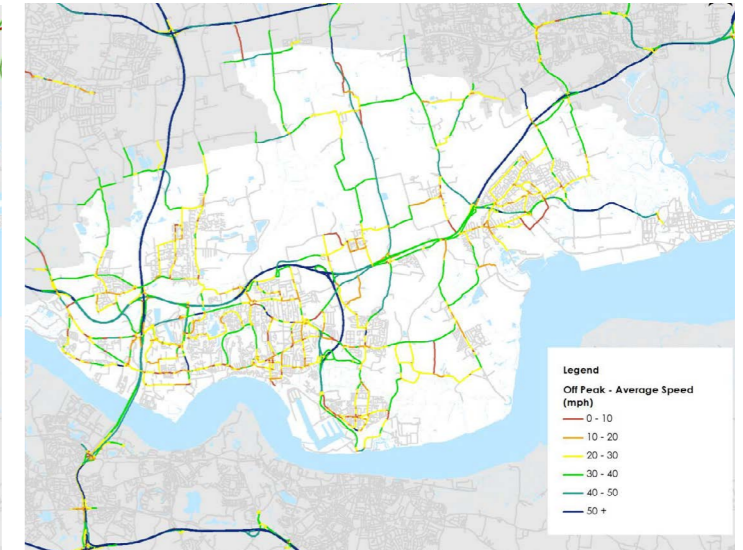 Legend
Off Peak - Average Speed
(mph)
0 - 10
10 - 20
20 - 30
30 - 40
40 - 50
50 +